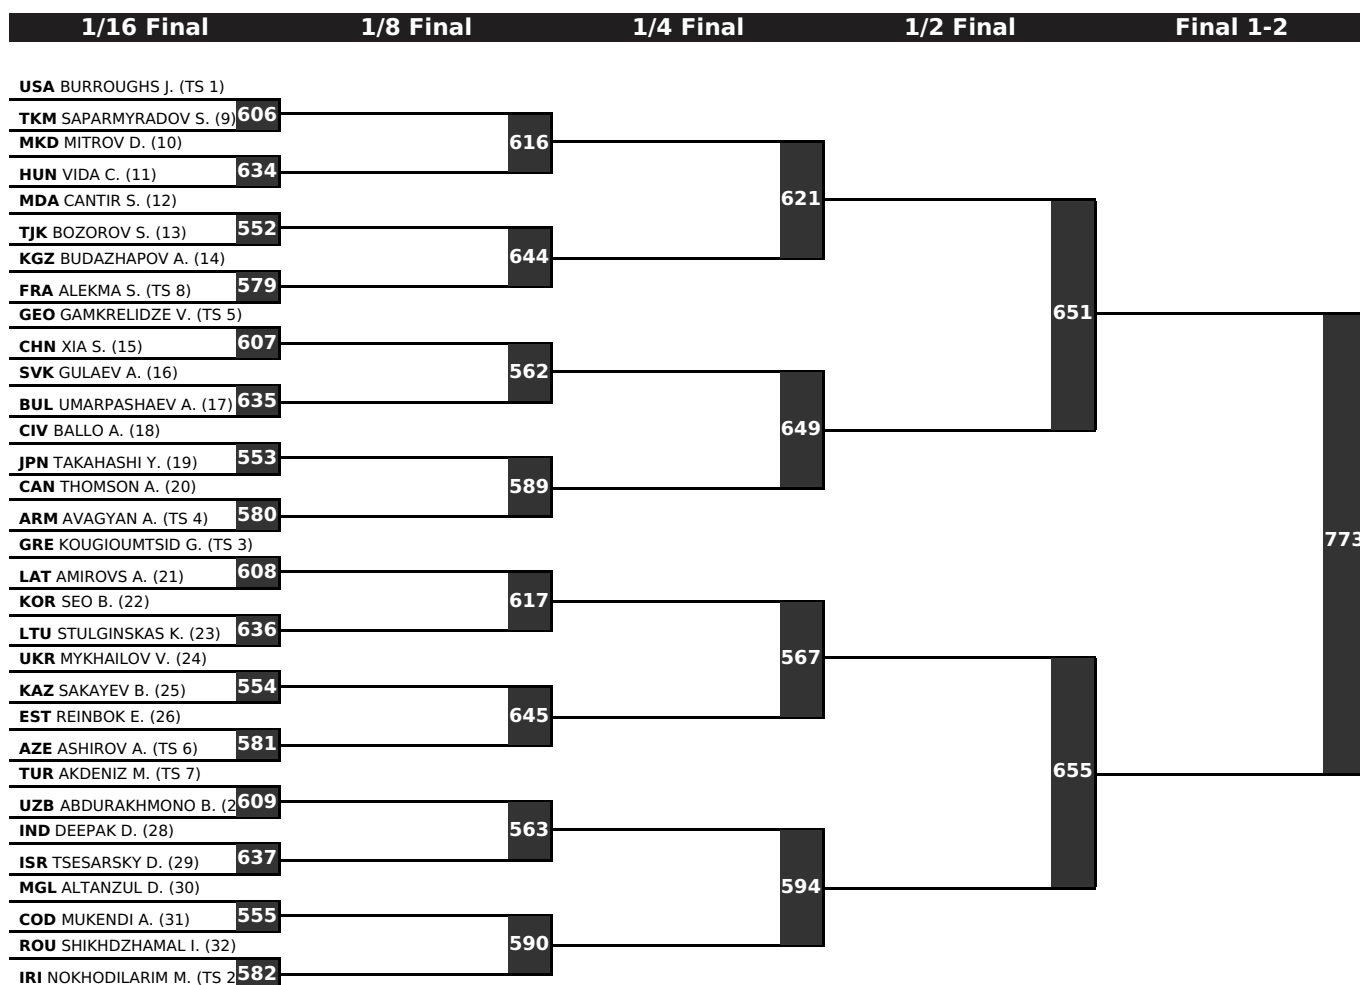 1/16 Final 1/8 Final 1/4 Final 1/2 Final Final 1-2
USA BURROUGHS J. (TS 1)
606
TKM SAPARMYRADOV S. (9)
MKD MITROV D. (10)
616
634
HUN VIDA C. (11)
MDA CANTIR S. (12)
621
552
TJK BOZOROV S. (13)
KGZ BUDAZHAPOV A. (14)
644
579
FRA ALEKMA S. (TS 8)
GEO GAMKRELIDZE V. (TS 5)
651
607
CHN XIA S. (15)
SVK GULAEV A. (16)
562
635
BUL UMARPASHAEV A. (17)
CIV BALLO A. (18)
649
553
JPN TAKAHASHI Y. (19)
CAN THOMSON A. (20)
589
580
ARM AVAGYAN A. (TS 4)
GRE KOUGIOUMTSID G. (TS 3)
773
608
LAT AMIROVS A. (21)
KOR SEO B. (22)
617
636
LTU STULGINSKAS K. (23)
UKR MYKHAILOV V. (24)
567
554
KAZ SAKAYEV B. (25)
EST REINBOK E. (26)
645
581
AZE ASHIROV A. (TS 6)
TUR AKDENIZ M. (TS 7)
655
609
UZB ABDURAKHMONO B. (2
IND DEEPAK D. (28)
563
637
ISR TSESARSKY D. (29)
MGL ALTANZUL D. (30)
594
555
COD MUKENDI A. (31)
ROU SHIKHDZHAMAL I. (32)
590
582
IRI NOKHODILARIM M. (TS 2